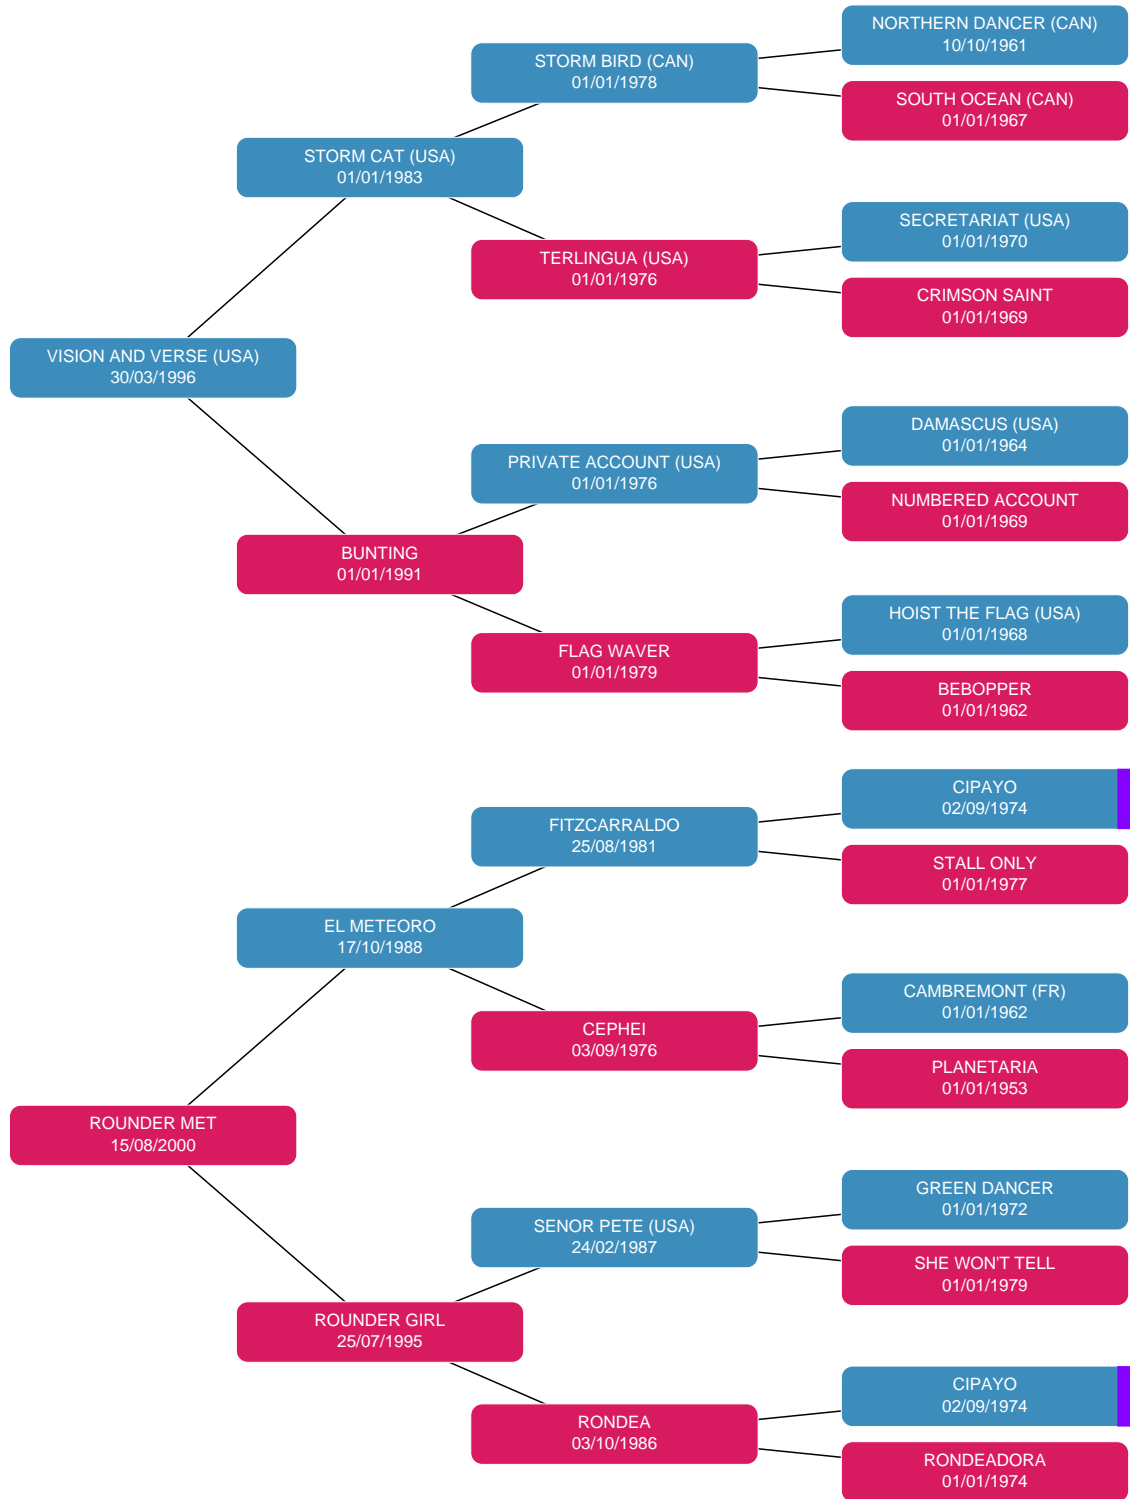 NORTHERN DANCER (CAN)
10/10/1961
STORM BIRD (CAN)
01/01/1978
SOUTH OCEAN (CAN)
01/01/1967
STORM CAT (USA)
01/01/1983
SECRETARIAT (USA)
01/01/1970
TERLINGUA (USA)
01/01/1976
CRIMSON SAINT
01/01/1969
VISION AND VERSE (USA)
30/03/1996
DAMASCUS (USA)
01/01/1964
PRIVATE ACCOUNT (USA)
01/01/1976
NUMBERED ACCOUNT
01/01/1969
BUNTING
01/01/1991
HOIST THE FLAG (USA)
01/01/1968
FLAG WAVER
01/01/1979
BEBOPPER
01/01/1962
CIPAYO
02/09/1974
FITZCARRALDO
25/08/1981
STALL ONLY
01/01/1977
EL METEORO
17/10/1988
CAMBREMONT (FR)
01/01/1962
CEPHEI
03/09/1976
PLANETARIA
01/01/1953
ROUNDER MET
15/08/2000
GREEN DANCER
01/01/1972
SENOR PETE (USA)
24/02/1987
SHE WON'T TELL
01/01/1979
ROUNDER GIRL
25/07/1995
CIPAYO
02/09/1974
RONDEA
03/10/1986
RONDEADORA
01/01/1974